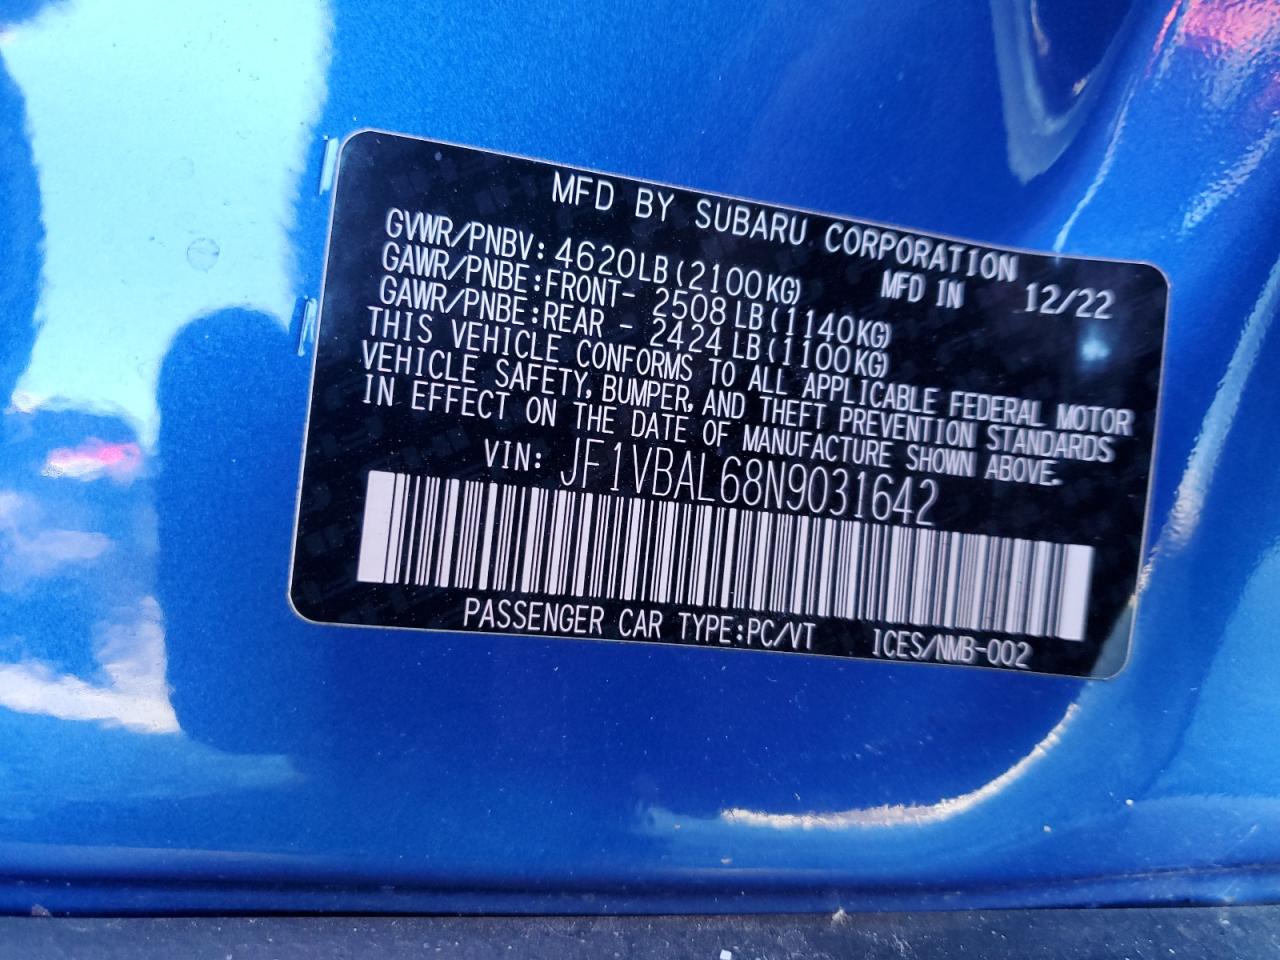 MFD BY SUBARU CORPORATION
GVWR/PNBV: 4620LB(2100KG) MFD IN 12/22
GAWR/PNBE:FRONT- 2508 LB(1140KG)
GAWR/PNBE:REAR - 2424 LB(1100KG)
THIS VEHICLE CONFORMS TO ALL APPLICABLE FEDERAL MOTOR
VEHICLE SAFETY, BUMPER, AND THEFT PREVENTION STANDARDS
IN EFFECT ON THE DATE OF MANUFACTURE SHOWN ABOVE.
VIN: JF1VBAL68N9031642
PASSENGER CAR TYPE:PC/VT ICES/NMB-002